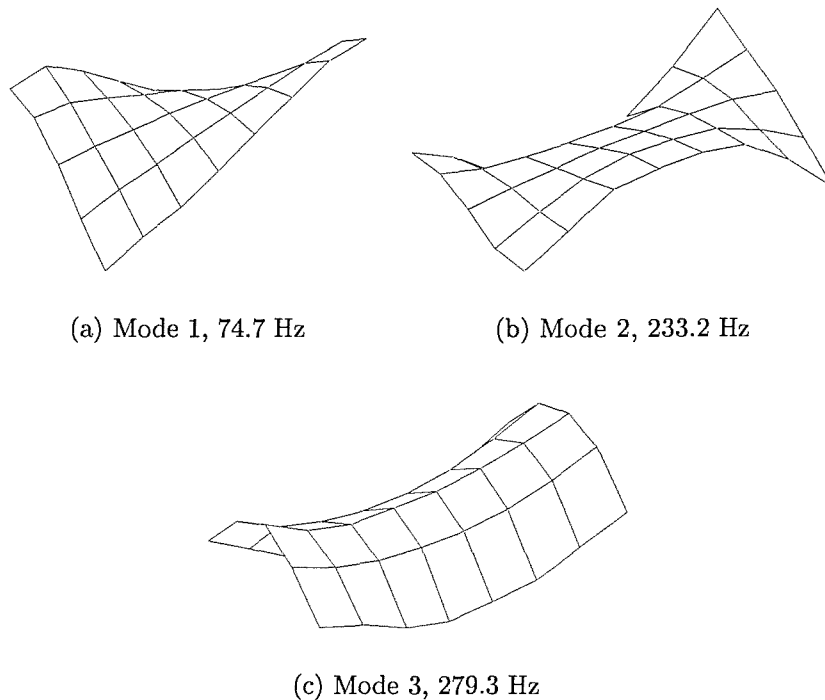 (a) Mode 1, 74.7 Hz
(b) Mode 2, 233.2 Hz
(c) Mode 3, 279.3 Hz